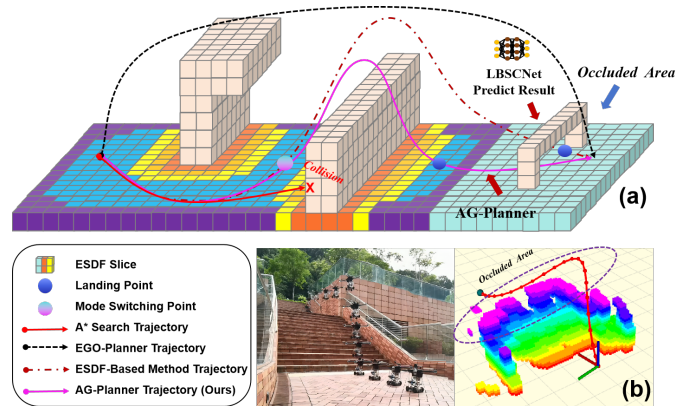 LBSCNet
Predict Result
Occluded Area
Collision
X
AG-Planner
(a)
ESDF Slice
Landing Point
Mode Switching Point
A* Search Trajectory
EGO-Planner Trajectory
ESDF-Based Method Trajectory
AG-Planner Trajectory (Ours)
Occluded Area
(b)